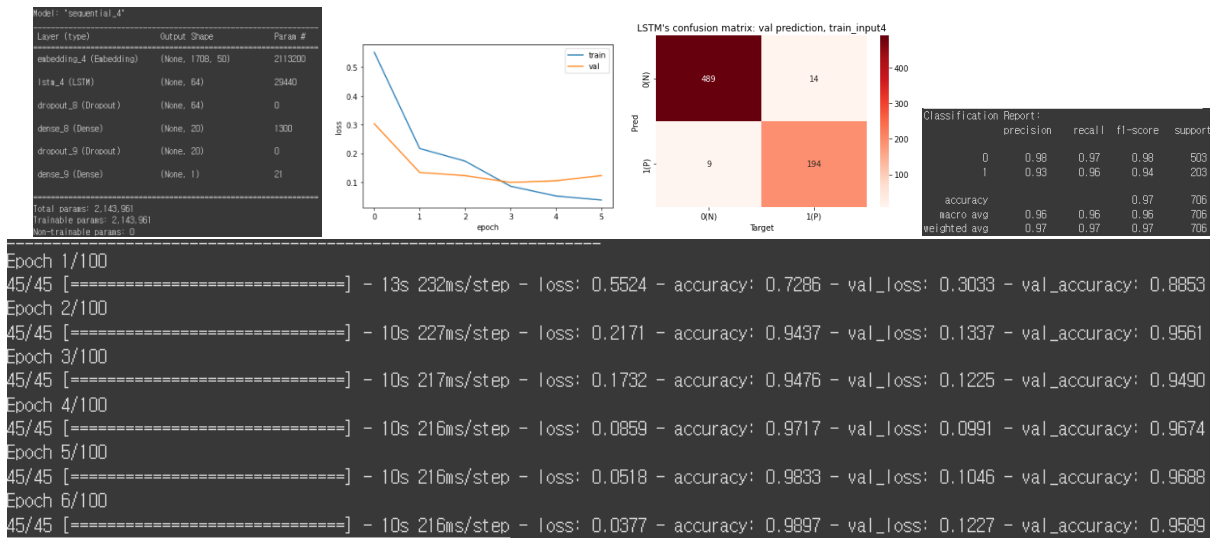 Model: "sequential_4"
Layer (type) Output Shape Param #
embedding_4 (Embedding) (None, 1708, 50) 2113200
lstm_4 (LSTM) (None, 64) 29440
dropout_8 (Dropout) (None, 64) 0
dense_8 (Dense) (None, 20) 1300
dropout_9 (Dropout) (None, 20) 0
dense_9 (Dense) (None, 1) 21
Total params: 2,143,961
Trainable params: 2,143,961
Non-trainable params: 0
train
val
0.5
0.4
0.3
0.2
0.1
loss
0 1 2 3 4 5
epoch
LSTM's confusion matrix: val prediction, train_input4
Pred
0(N)
489 14
1(P)
9 194
0(N) 1(P)
Target
400
300
200
100
Classification Report:
precision recall f1-score support
0 0.98 0.97 0.98 503
1 0.93 0.96 0.94 203
accuracy 0.97 706
macro avg 0.96 0.96 0.96 706
weighted avg 0.97 0.97 0.97 706
Epoch 1/100
45/45 [==============================] - 13s 232ms/step - loss: 0.5524 - accuracy: 0.7286 - val_loss: 0.3033 - val_accuracy: 0.8853
Epoch 2/100
45/45 [==============================] - 10s 227ms/step - loss: 0.2171 - accuracy: 0.9437 - val_loss: 0.1337 - val_accuracy: 0.9561
Epoch 3/100
45/45 [==============================] - 10s 217ms/step - loss: 0.1732 - accuracy: 0.9476 - val_loss: 0.1225 - val_accuracy: 0.9490
Epoch 4/100
45/45 [==============================] - 10s 216ms/step - loss: 0.0859 - accuracy: 0.9717 - val_loss: 0.0991 - val_accuracy: 0.9674
Epoch 5/100
45/45 [==============================] - 10s 216ms/step - loss: 0.0518 - accuracy: 0.9833 - val_loss: 0.1046 - val_accuracy: 0.9688
Epoch 6/100
45/45 [==============================] - 10s 216ms/step - loss: 0.0377 - accuracy: 0.9897 - val_loss: 0.1227 - val_accuracy: 0.9589